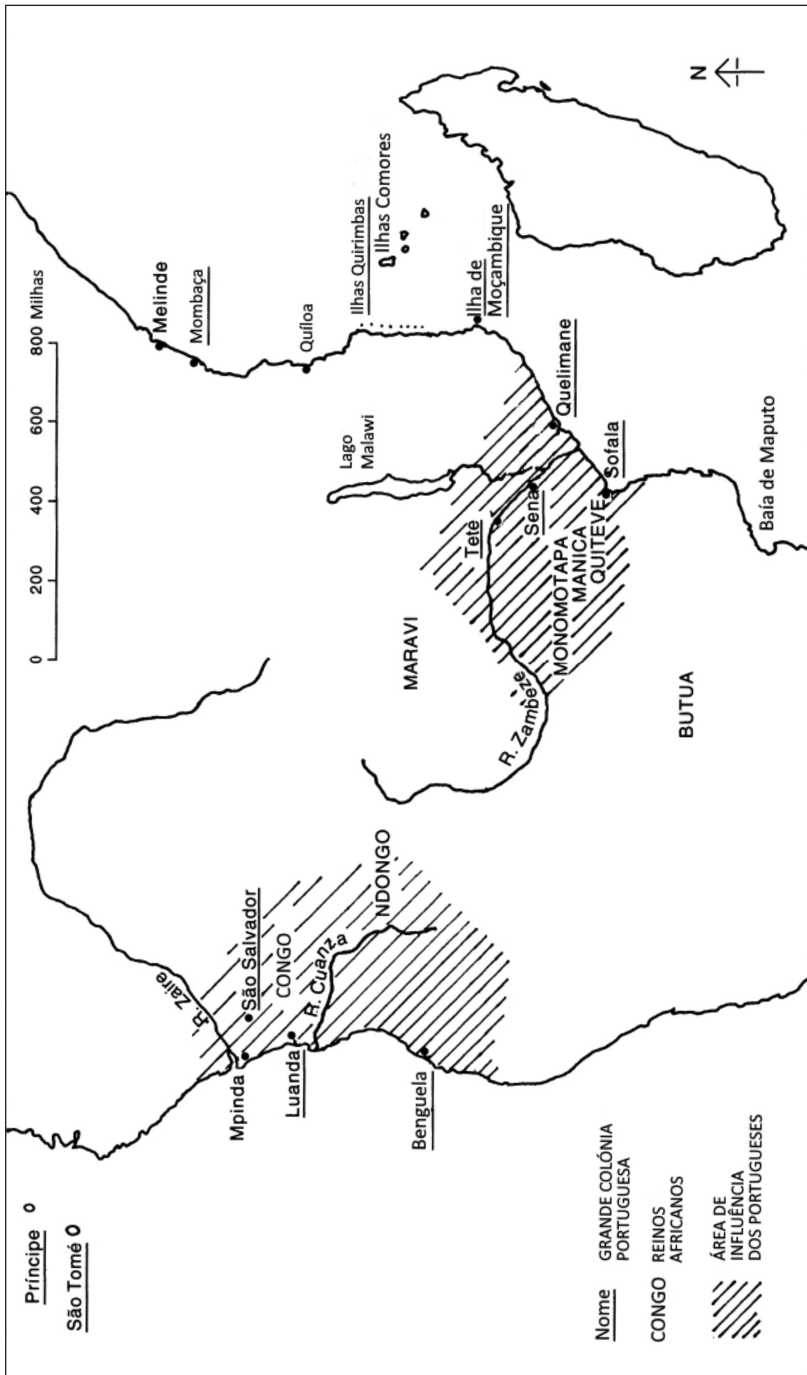 Príncipe
São Tomé
R. Zaire
São Salvador
Mpinda
CONGO
Luanda
R. Cuanza
NDONGO
Benguela
0 200 400 600 800 Milhas
Melinde
Mombaça
Quíloa
Ilhas Quirimbas
Ilhas Comores
Lago
Malawi
Ilha de
Moçambique
MARAVI
Tete
Sena
Quelimane
R. Zambeze
MONOMOTAPA
MANICA
QUITEVE
Sofala
BUTUA
Baía de Maputo
N
Nome
GRANDE COLÓNIA
PORTUGUESA
CONGO
REINOS
AFRICANOS
ÁREA DE
INFLUÊNCIA
DOS PORTUGUESES